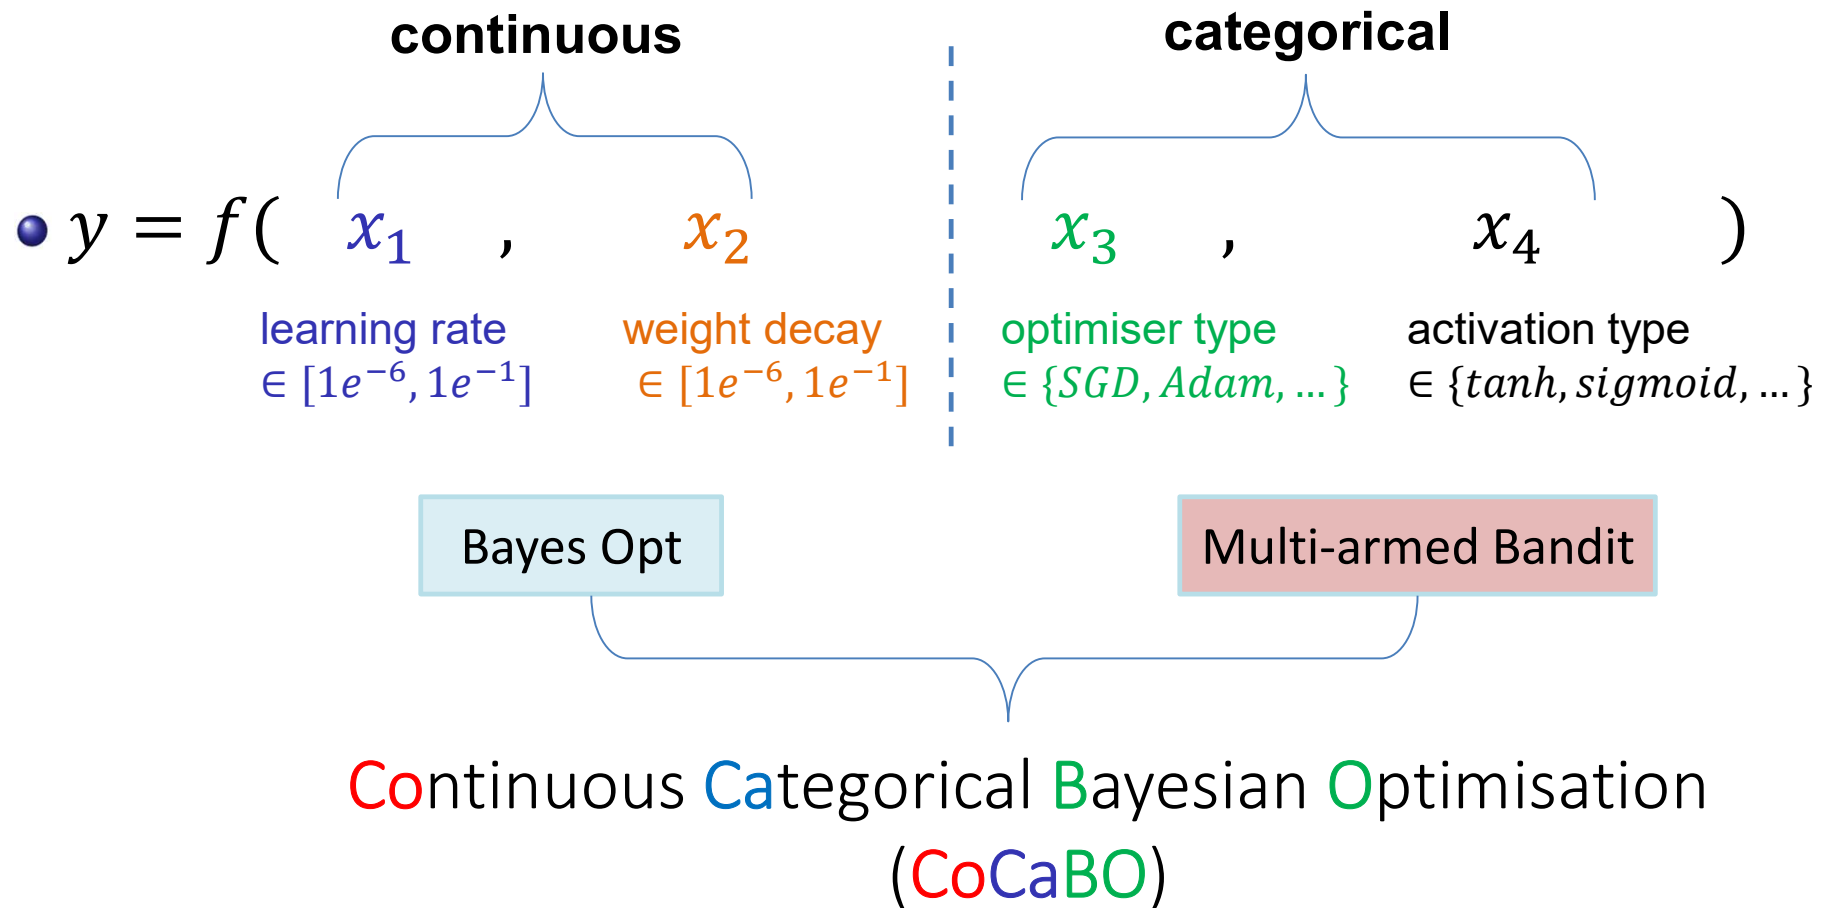 continuous categorical
y = f( x₁ , x₂ x₃ , x₄ )
learning rate weight decay optimiser type activation type
∈ [1e⁻⁶, 1e⁻¹] ∈ [1e⁻⁶, 1e⁻¹] ∈ {SGD, Adam, … } ∈ {tanh, sigmoid, … }
Bayes Opt Multi-armed Bandit
Continuous Categorical Bayesian Optimisation
(CoCaBO)